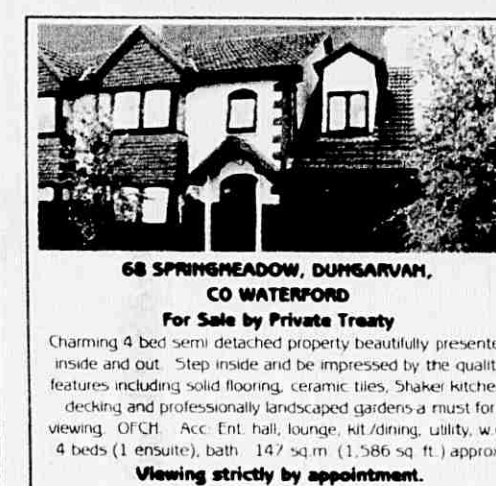 68 SPRINGMEADOW, DUNGARVAN,
CO WATERFORD
For Sale by Private Treaty
Charming 4 bed semi detached property beautifully presente
inside and out. Step inside and be impressed by the qualit
features including solid flooring, ceramic tiles, Shaker kitche
decking and professionally landscaped gardens-a must for
viewing. OFCH. Acc: Ent. hall, lounge, kit/dining, utility, w.
4 beds (1 ensuite), bath. 147 sq.m. (1,586 sq. ft.) approx
Viewing strictly by appointment.